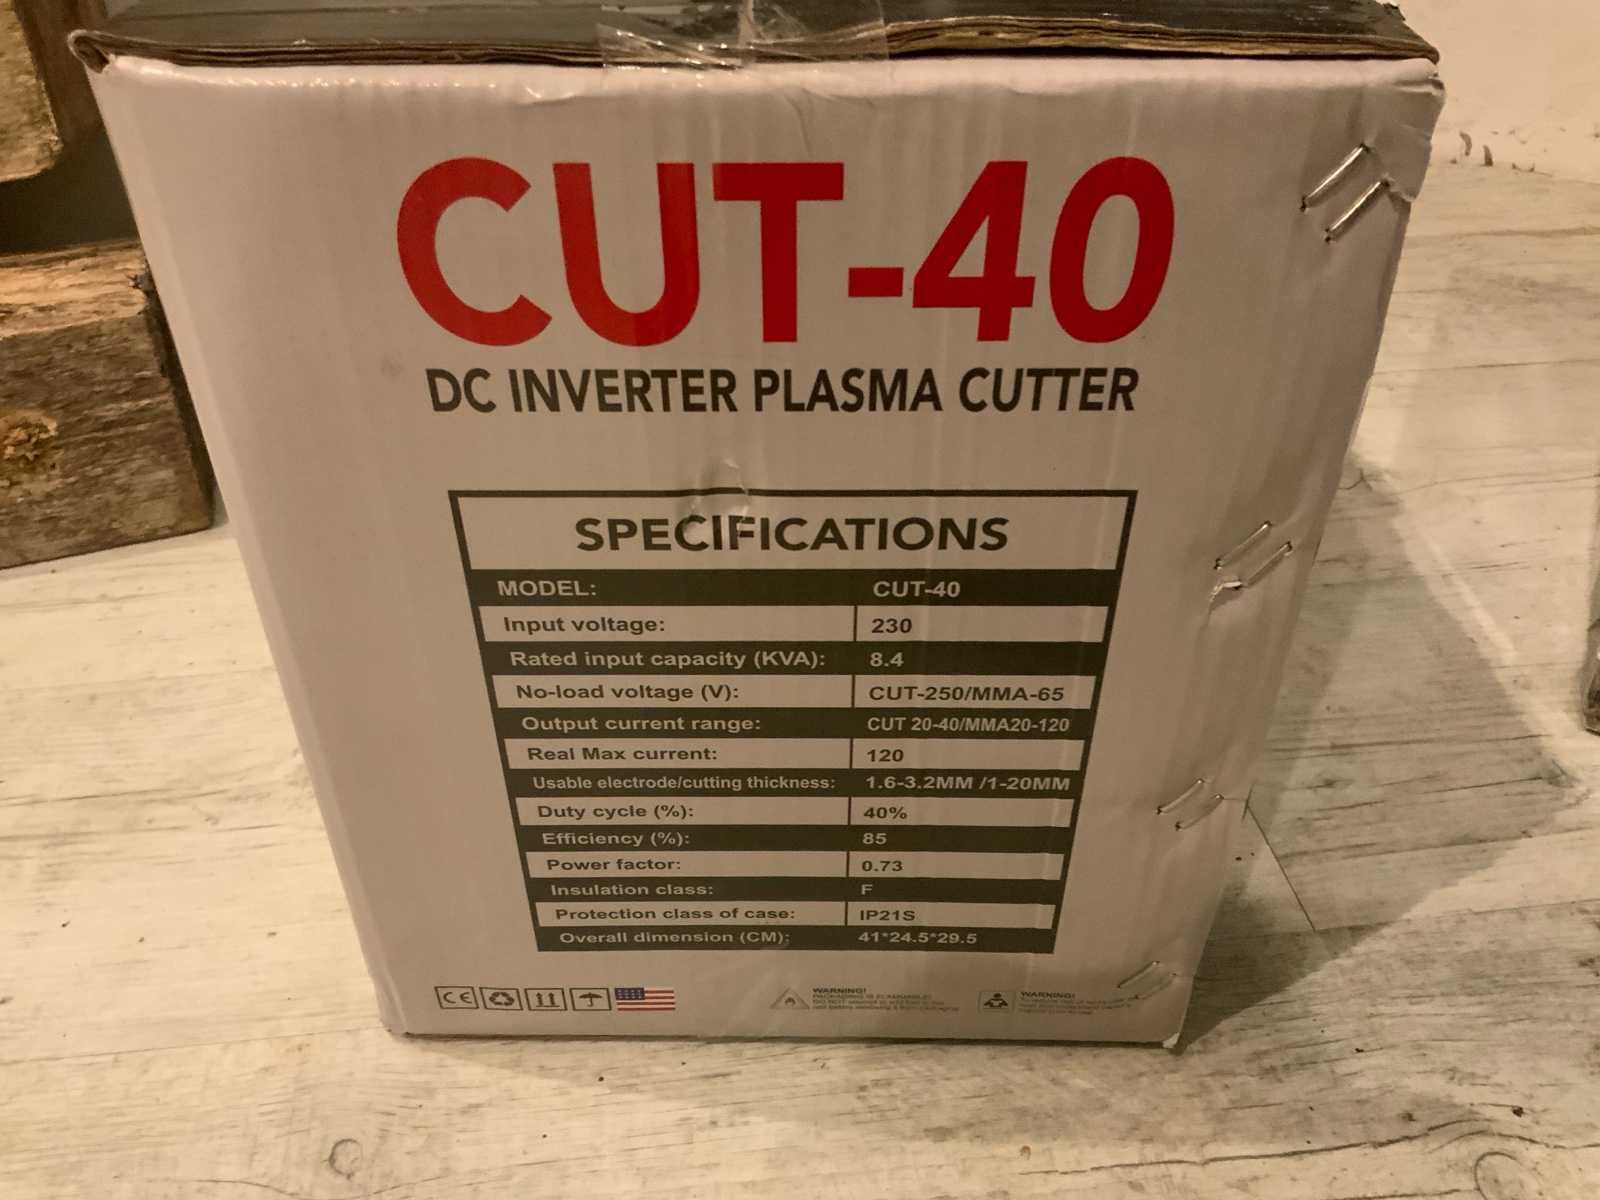 CUT-40
DC INVERTER PLASMA CUTTER
SPECIFICATIONS
MODEL: CUT-40
Input voltage: 230
Rated input capacity (KVA): 8.4
No-load voltage (V): CUT-250/MMA-65
Output current range: CUT 20-40/MMA20-120
Real Max current: 120
Usable electrode/cutting thickness: 1.6-3.2MM /1-20MM
Duty cycle (%): 40%
Efficiency (%): 85
Power factor: 0.73
Insulation class: F
Protection class of case: IP21S
Overall dimension (CM): 41*24.5*29.5
CE
WARNING!
PACKAGING IS FLAMMABLE!
WARNING!